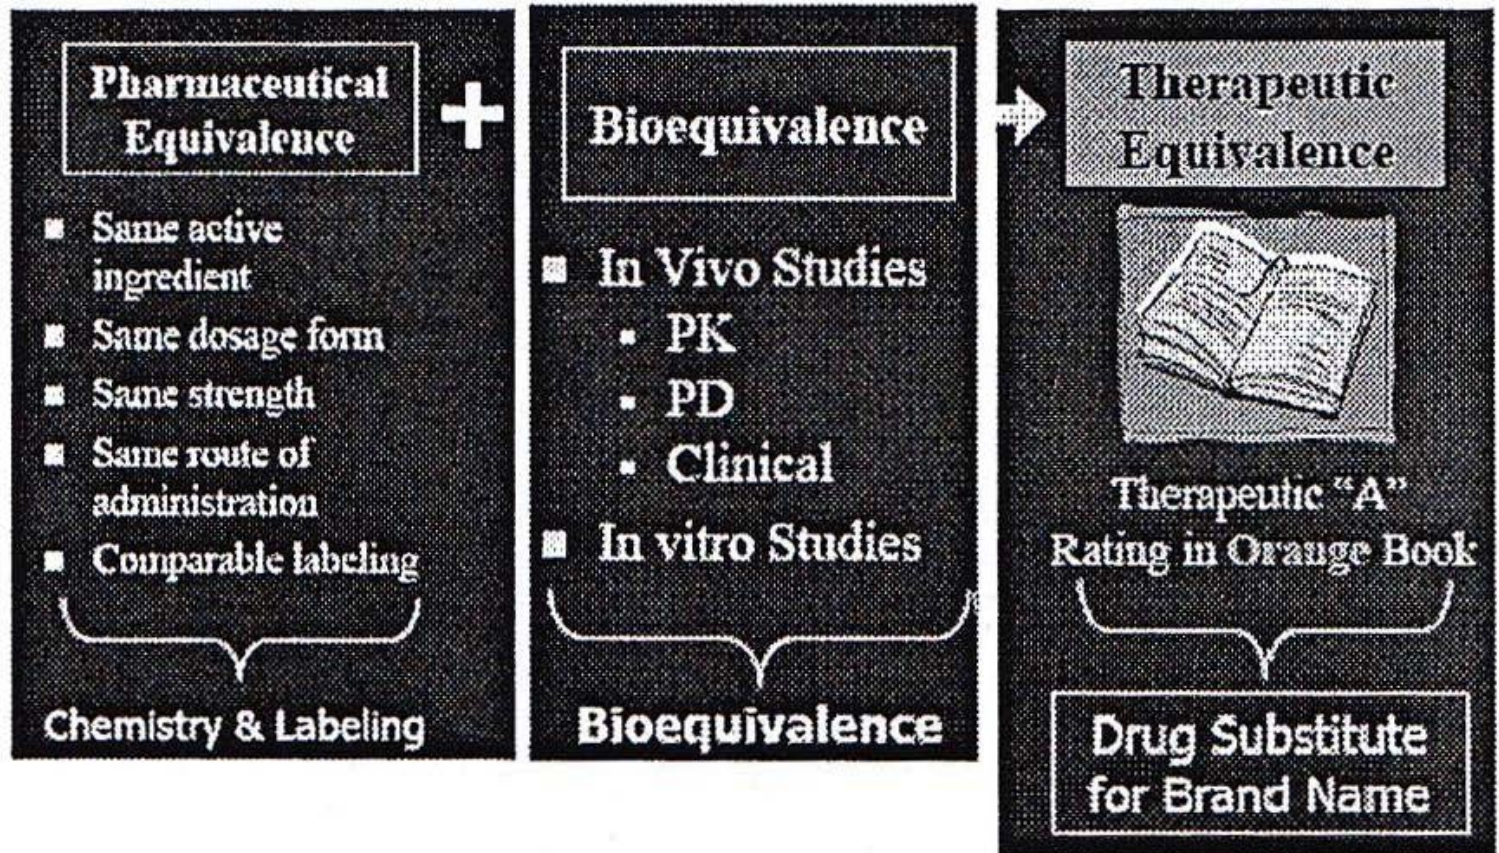 Pharmaceutical
Equivalence
Same active
ingredient
Same dosage form
Same strength
Same route of
administration
Comparable labeling
Chemistry & Labeling
+
Bioequivalence
In Vivo Studies
PK
PD
Clinical
In vitro Studies
Bioequivalence
Therapeutic
Equivalence
Therapeutic “A”
Rating in Orange Book
Drug Substitute
for Brand Name